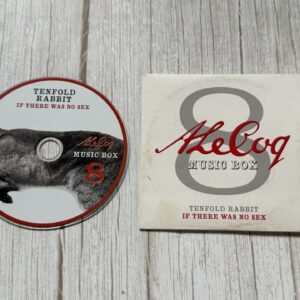 TENFOLD
RABBIT
IF THERE WAS NO SEX
ALeCoq
MUSIC BOX
8
8
ALeCoq
MUSIC BOX
TENFOLD RABBIT
IF THERE WAS NO SEX